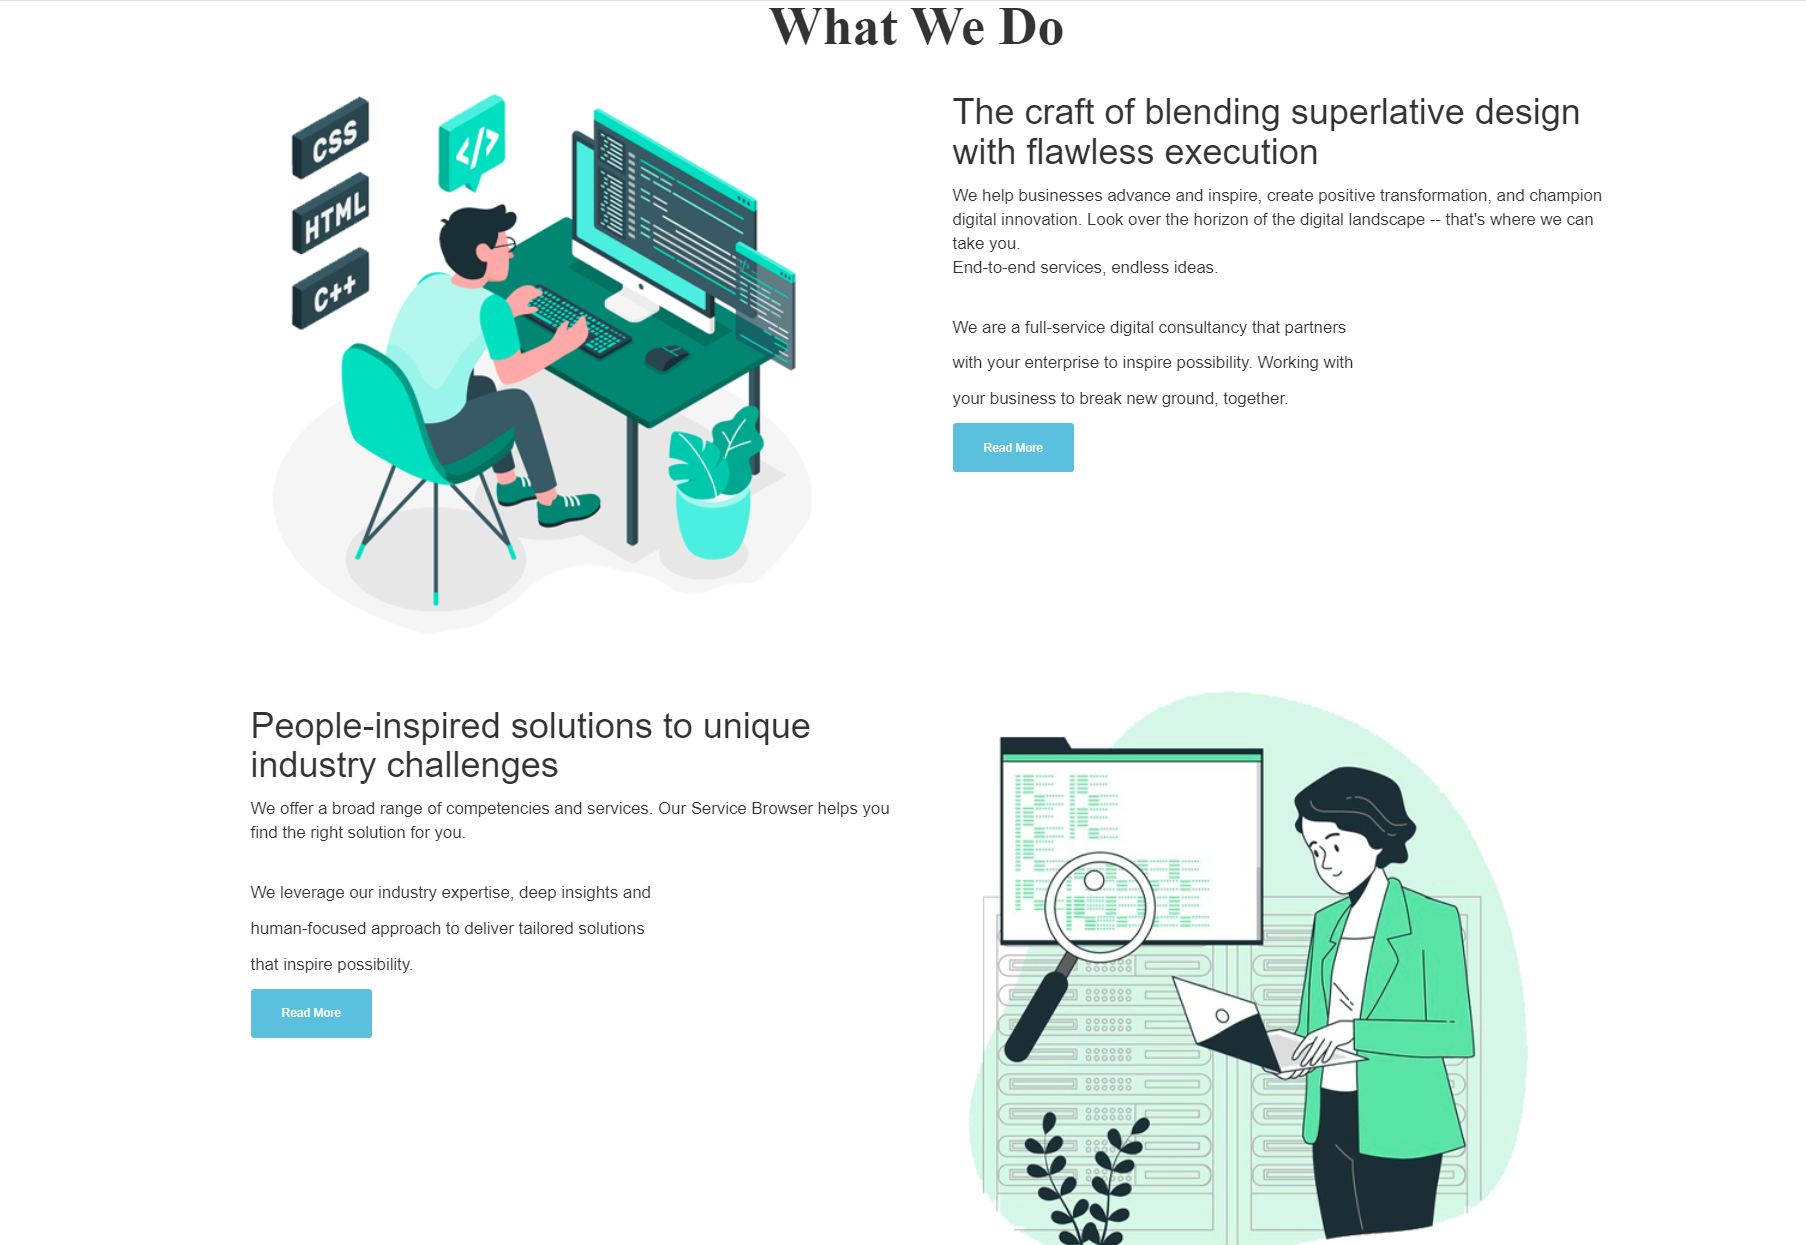 What We Do
CSS
HTML
C++
</>
The craft of blending superlative design
with flawless execution
We help businesses advance and inspire, create positive transformation, and champion
digital innovation. Look over the horizon of the digital landscape -- that's where we can
take you.
End-to-end services, endless ideas.
We are a full-service digital consultancy that partners
with your enterprise to inspire possibility. Working with
your business to break new ground, together.
Read More
People-inspired solutions to unique
industry challenges
We offer a broad range of competencies and services. Our Service Browser helps you
find the right solution for you.
We leverage our industry expertise, deep insights and
human-focused approach to deliver tailored solutions
that inspire possibility.
Read More